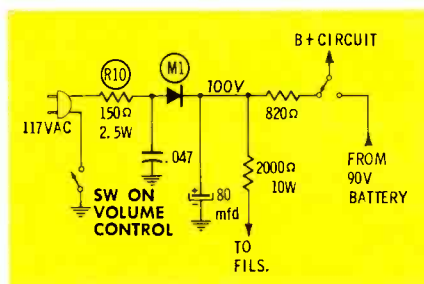 B+ CIRCUIT
R10
M1
100V
117VAC
150Ω
2.5W
.047
820Ω
SW ON
VOLUME
CONTROL
80
mfd
2000Ω
10W
FROM
90V
BATTERY
TO
FILS.